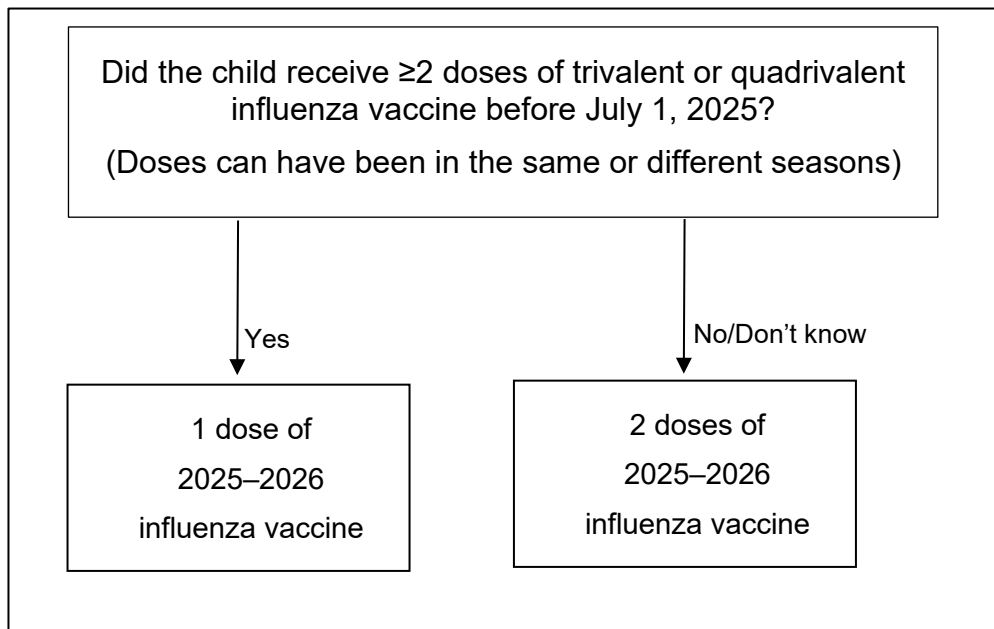 Did the child receive ≥2 doses of trivalent or quadrivalent
influenza vaccine before July 1, 2025?
(Doses can have been in the same or different seasons)
Yes
No/Don’t know
1 dose of
2025–2026
influenza vaccine
2 doses of
2025–2026
influenza vaccine